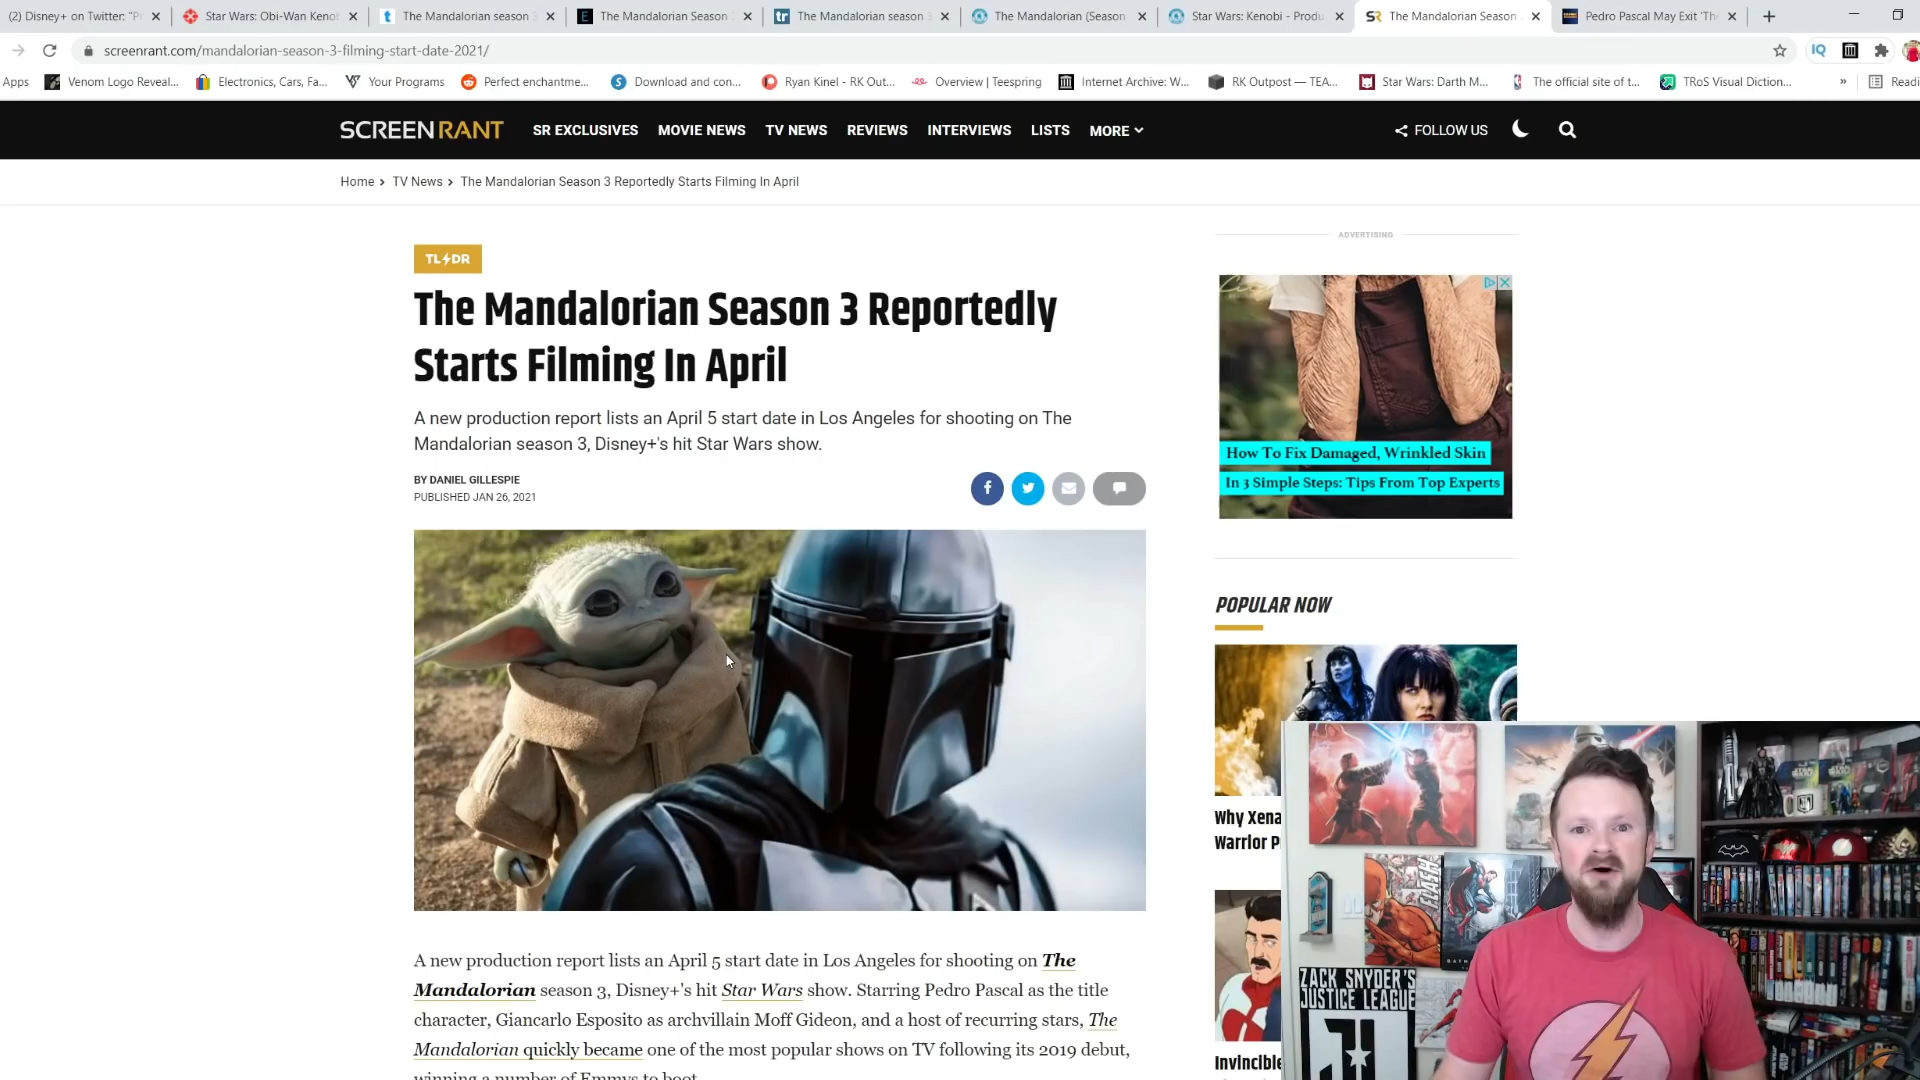 (2) Disney+ on Twitter: "Pr
Star Wars: Obi-Wan Keno
The Mandalorian season
The Mandalorian Season
The Mandalorian season
The Mandalorian (Season
Star Wars: Kenobi - Produ
The Mandalorian Season
Pedro Pascal May Exit 'Th
screenrant.com/mandalorian-season-3-filming-start-date-2021/
IQ
Apps
Venom Logo Reveal...
Electronics, Cars, Fa...
Your Programs
Perfect enchantme...
Download and con...
Ryan Kinel - RK Out...
Overview | Teespring
Internet Archive: W...
RK Outpost — TEA...
Star Wars: Darth M...
The official site of t...
TRoS Visual Diction...
»
Readi
SCREENRANT
SR EXCLUSIVES
MOVIE NEWS
TV NEWS
REVIEWS
INTERVIEWS
LISTS
MORE
FOLLOW US
Home > TV News > The Mandalorian Season 3 Reportedly Starts Filming In April
TL⚡DR
The Mandalorian Season 3 Reportedly
Starts Filming In April
A new production report lists an April 5 start date in Los Angeles for shooting on The
Mandalorian season 3, Disney+'s hit Star Wars show.
BY DANIEL GILLESPIE
PUBLISHED JAN 26, 2021
A new production report lists an April 5 start date in Los Angeles for shooting on The
Mandalorian season 3, Disney+'s hit Star Wars show. Starring Pedro Pascal as the title
character, Giancarlo Esposito as archvillain Moff Gideon, and a host of recurring stars, The
Mandalorian quickly became one of the most popular shows on TV following its 2019 debut,
winning a number of Emmys to boot.
ADVERTISING
How To Fix Damaged, Wrinkled Skin
In 3 Simple Steps: Tips From Top Experts
POPULAR NOW
Why Xena
Warrior P
Invincible
FLASH
ZACK SNYDER'S
JUSTICE LEAGUE